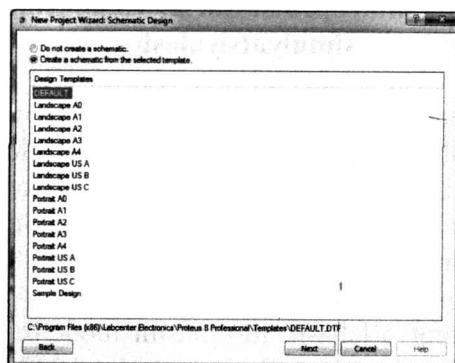 New Project Wizard: Schematic Design
Do not create a schematic.
Create a schematic from the selected template.
Design Templates
DEFAULT
Landscape A0
Landscape A1
Landscape A2
Landscape A3
Landscape A4
Landscape US A
Landscape US B
Landscape US C
Portrait A0
Portrait A1
Portrait A2
Portrait A3
Portrait A4
Portrait US A
Portrait US B
Portrait US C
Sample Design
C:\Program Files (x86)\Labcenter Electronics\Proteus 8 Professional\Templates\DEFAULT.DTF
Back Next Cancel Help